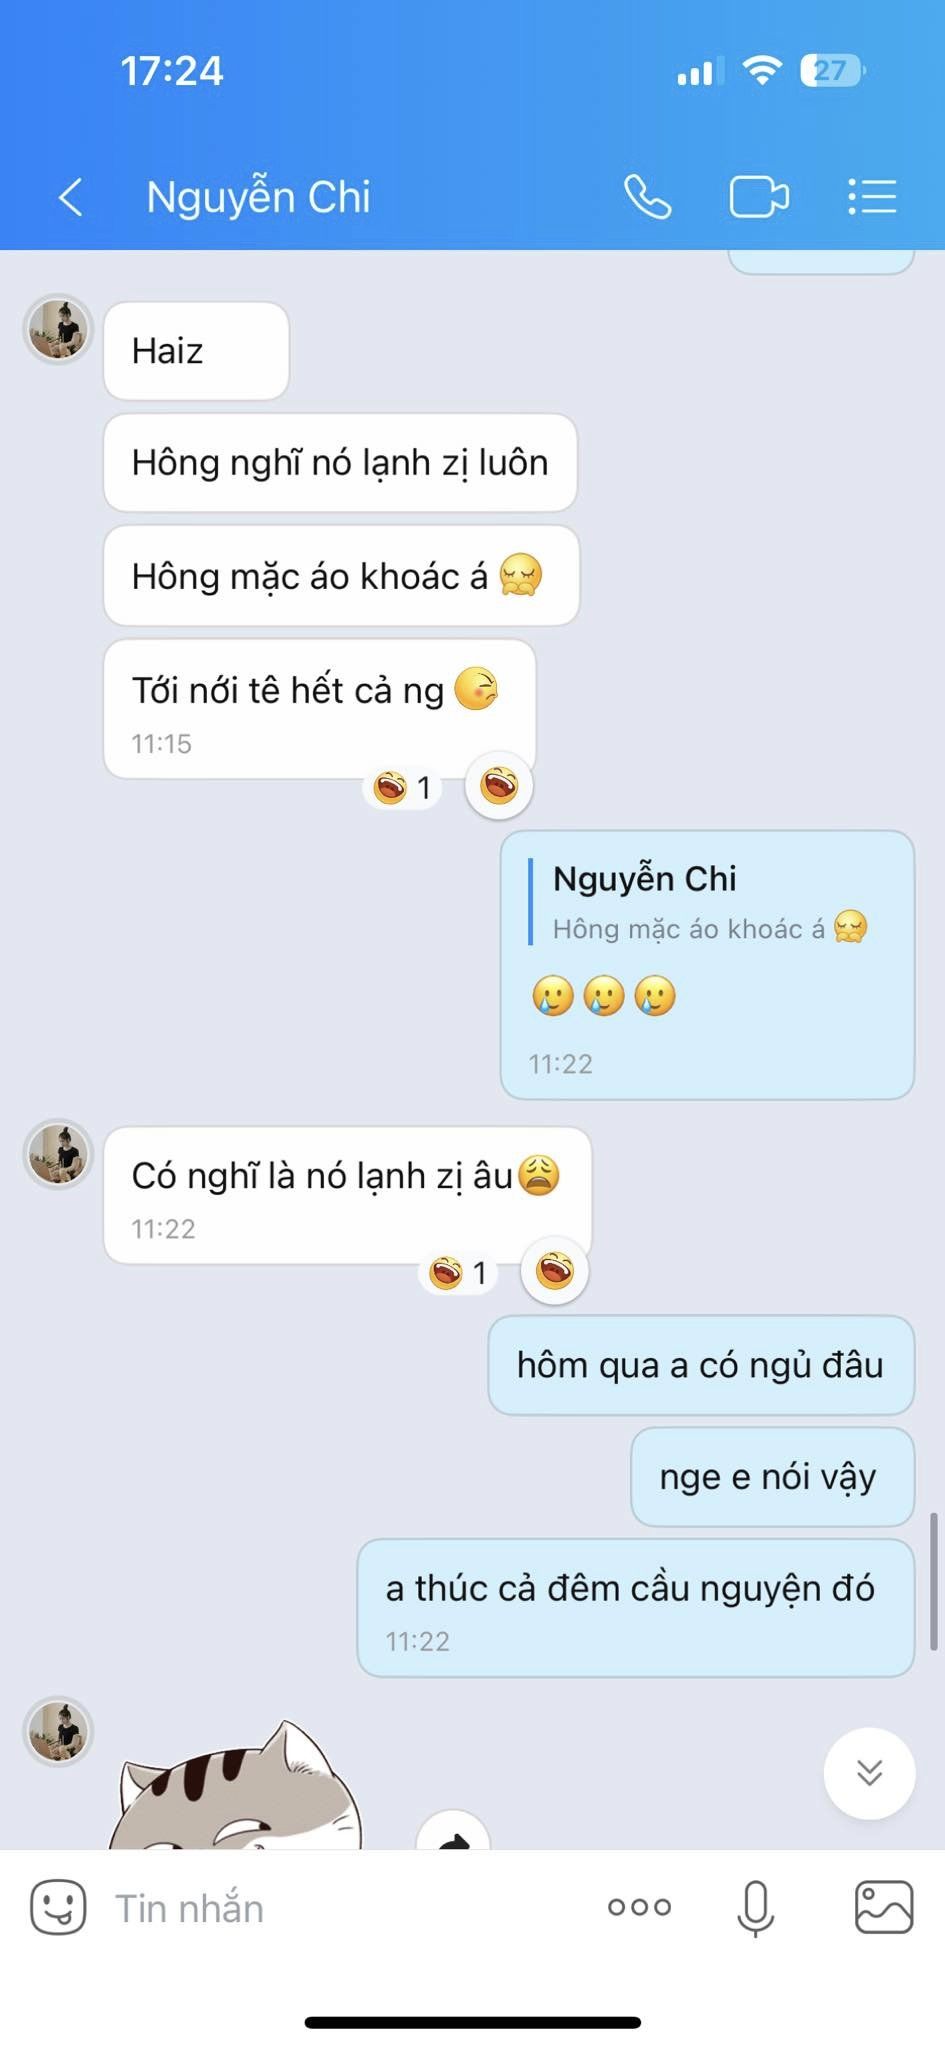 17:24
27
Nguyễn Chi
Haiz
Hông nghĩ nó lạnh zị luôn
Hông mặc áo khoác á
Tới nới tê hết cả ng
11:15
1
Nguyễn Chi
Hông mặc áo khoác á
11:22
Có nghĩ là nó lạnh zị âu
11:22
1
hôm qua a có ngủ đâu
nge e nói vậy
a thúc cả đêm cầu nguyện đó
11:22
Tin nhắn